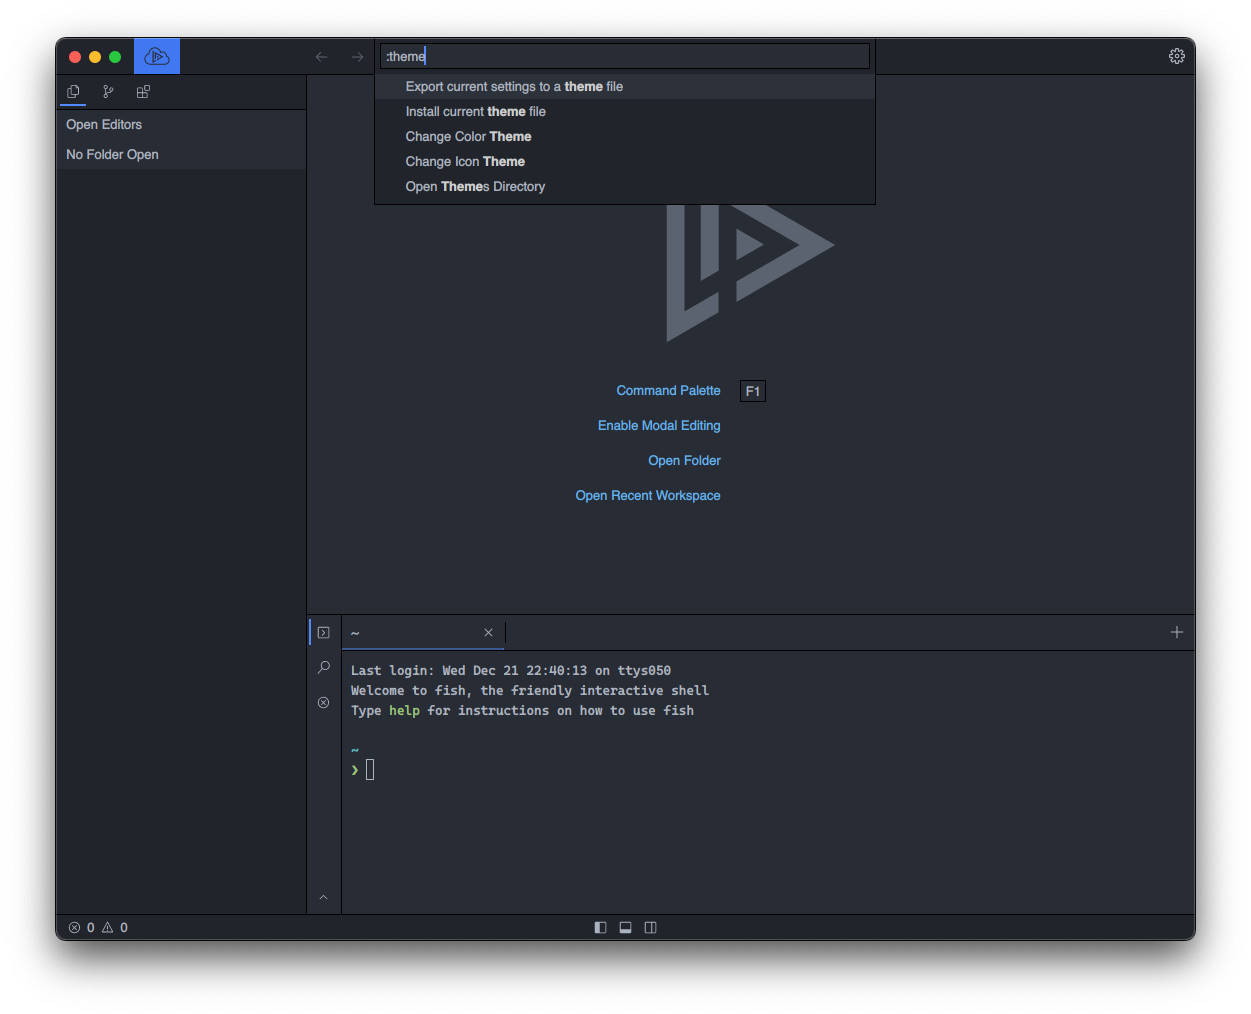 :theme
Export current settings to a theme file
Install current theme file
Change Color Theme
Change Icon Theme
Open Themes Directory
Open Editors
No Folder Open
Command Palette F1
Enable Modal Editing
Open Folder
Open Recent Workspace
~
Last login: Wed Dec 21 22:40:13 on ttys050
Welcome to fish, the friendly interactive shell
Type help for instructions on how to use fish
~
❯
0 0